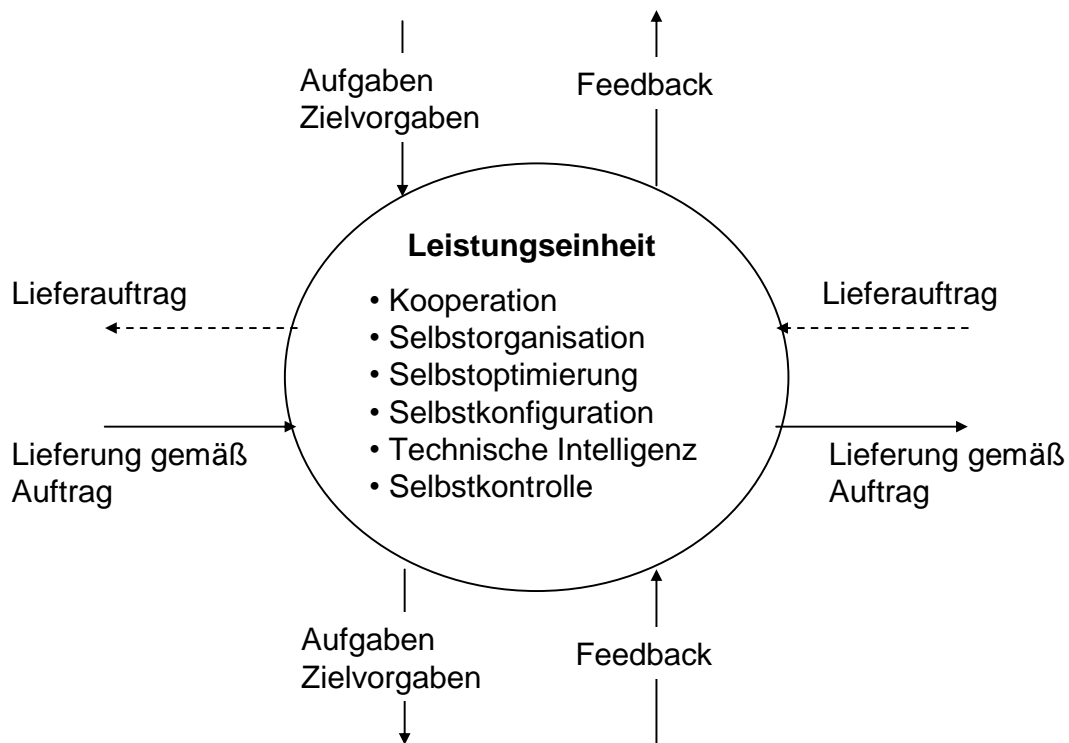 Aufgaben
Zielvorgaben
Feedback
Leistungseinheit
Lieferauftrag
Lieferauftrag
• Kooperation
• Selbstorganisation
• Selbstoptimierung
• Selbstkonfiguration
• Technische Intelligenz
• Selbstkontrolle
Lieferung gemäß
Auftrag
Lieferung gemäß
Auftrag
Aufgaben
Zielvorgaben
Feedback